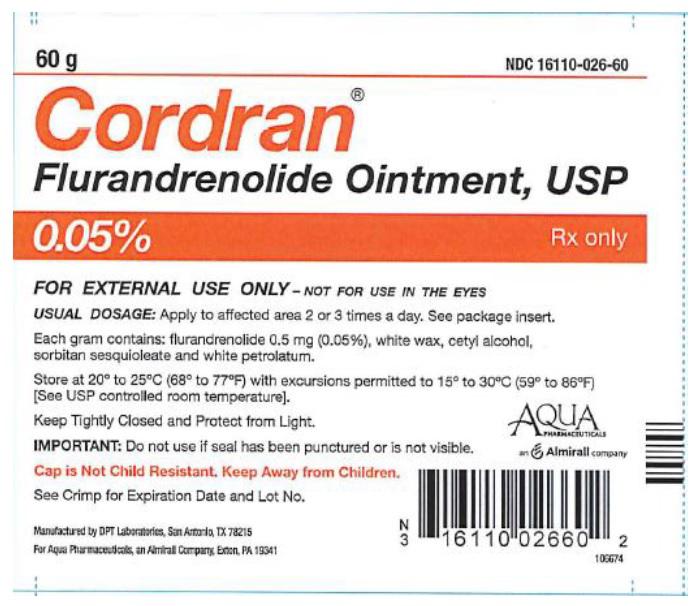 60 g
NDC 16110-026-60
Cordran®
Flurandrenolide Ointment, USP
0.05%
Rx only
FOR EXTERNAL USE ONLY – NOT FOR USE IN THE EYES
USUAL DOSAGE: Apply to affected area 2 or 3 times a day. See package insert.
Each gram contains: flurandrenolide 0.5 mg (0.05%), white wax, cetyl alcohol,
sorbitan sesquioleate and white petrolatum.
Store at 20° to 25°C (68° to 77°F) with excursions permitted to 15° to 30°C (59° to 86°F)
[See USP controlled room temperature].
Keep Tightly Closed and Protect from Light.
AQUA
PHARMACEUTICALS
an Almirall company
IMPORTANT: Do not use if seal has been punctured or is not visible.
Cap is Not Child Resistant. Keep Away from Children.
See Crimp for Expiration Date and Lot No.
Manufactured by DPT Laboratories, San Antonio, TX 78215
For Aqua Pharmaceuticals, an Almirall Company, Exton, PA 19341
N
3 16110 02660 2
106674